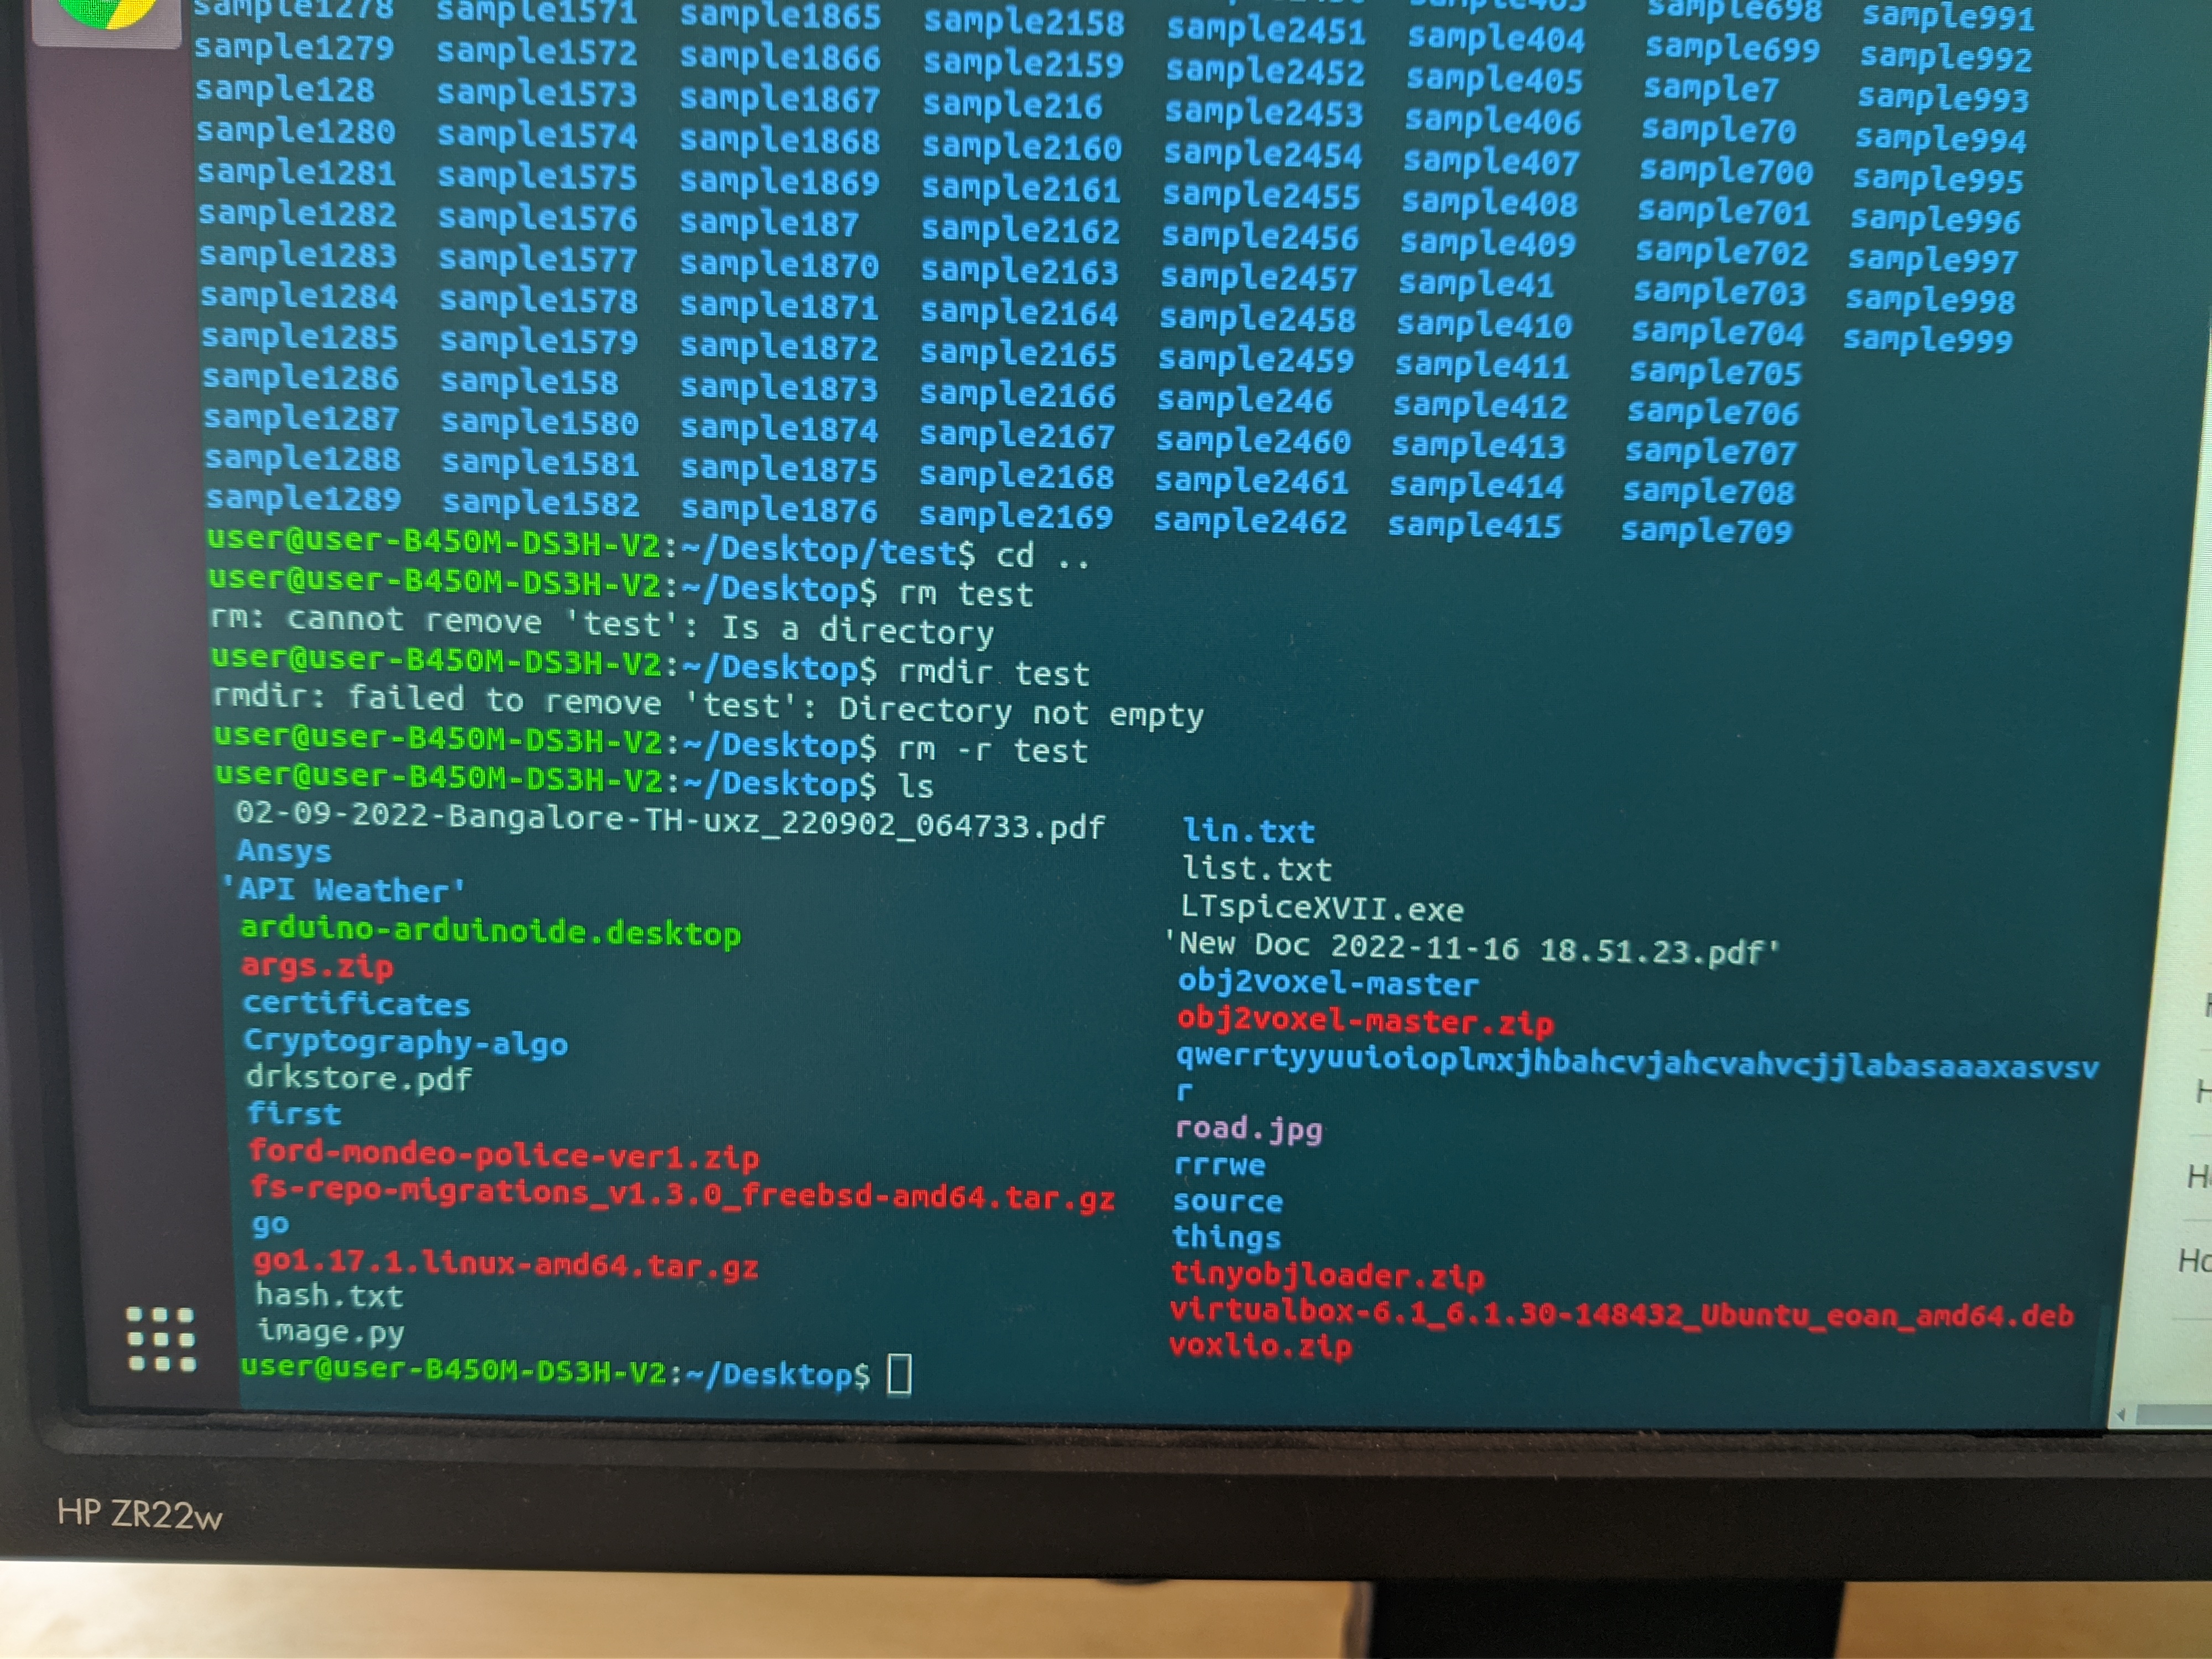 sample1278 sample1571 sample1865 sample2158 sample2451 sample404 sample698 sample991
sample1279 sample1572 sample1866 sample2159 sample2452 sample405 sample699 sample992
sample128 sample1573 sample1867 sample216 sample2453 sample406 sample7 sample993
sample1280 sample1574 sample1868 sample2160 sample2454 sample407 sample70 sample994
sample1281 sample1575 sample1869 sample2161 sample2455 sample408 sample700 sample995
sample1282 sample1576 sample187 sample2162 sample2456 sample409 sample701 sample996
sample1283 sample1577 sample1870 sample2163 sample2457 sample41 sample702 sample997
sample1284 sample1578 sample1871 sample2164 sample2458 sample410 sample703 sample998
sample1285 sample1579 sample1872 sample2165 sample2459 sample411 sample704 sample999
sample1286 sample158 sample1873 sample2166 sample246 sample412 sample705
sample1287 sample1580 sample1874 sample2167 sample2460 sample413 sample706
sample1288 sample1581 sample1875 sample2168 sample2461 sample414 sample707
sample1289 sample1582 sample1876 sample2169 sample2462 sample415 sample708
sample709
user@user-B450M-DS3H-V2:~/Desktop/test$ cd ..
user@user-B450M-DS3H-V2:~/Desktop$ rm test
rm: cannot remove 'test': Is a directory
user@user-B450M-DS3H-V2:~/Desktop$ rmdir test
rmdir: failed to remove 'test': Directory not empty
user@user-B450M-DS3H-V2:~/Desktop$ rm -r test
user@user-B450M-DS3H-V2:~/Desktop$ ls
02-09-2022-Bangalore-TH-uxz_220902_064733.pdf lin.txt
Ansys list.txt
'API Weather' LTspiceXVII.exe
arduino-arduinoide.desktop 'New Doc 2022-11-16 18.51.23.pdf'
args.zip obj2voxel-master
certificates obj2voxel-master.zip
Cryptography-algo qwerrtyyuuioioplmxjhbahcvjahcvahvcjjlabasaaaxasvsv
drkstore.pdf r
first road.jpg
ford-mondeo-police-ver1.zip rrrwe
fs-repo-migrations_v1.3.0_freebsd-amd64.tar.gz source
go things
go1.17.1.linux-amd64.tar.gz tinyobjloader.zip
hash.txt virtualbox-6.1_6.1.30-148432_Ubuntu_eoan_amd64.deb
image.py voxlio.zip
user@user-B450M-DS3H-V2:~/Desktop$
HP ZR22w